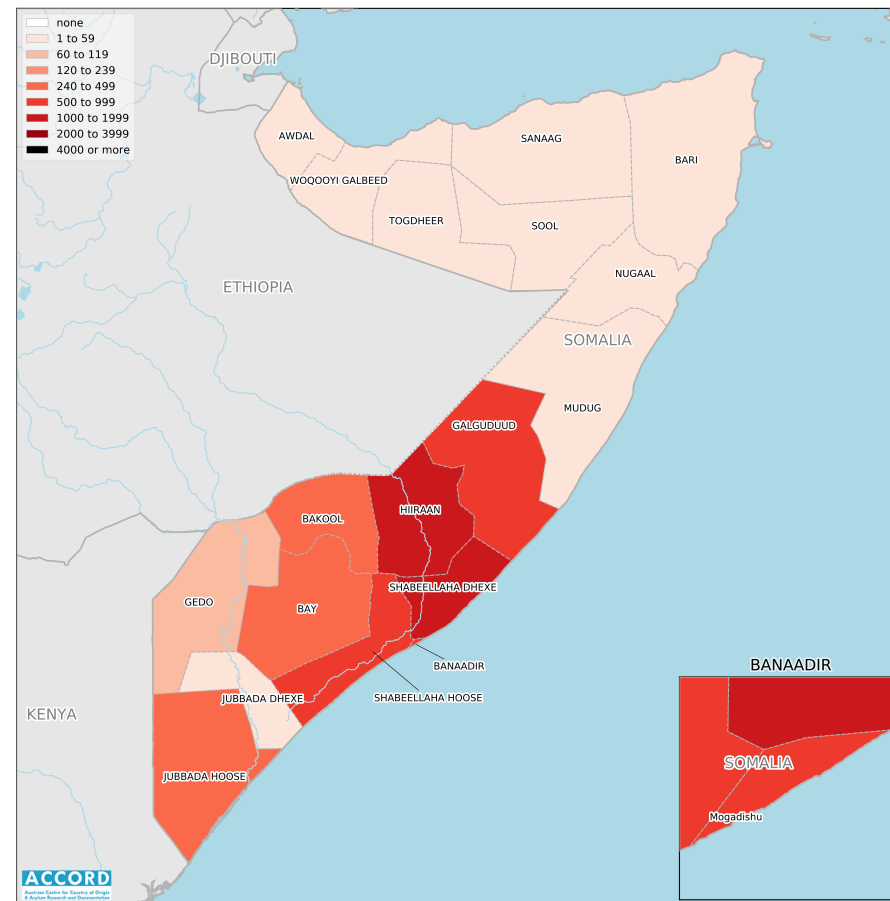 none
1 to 59
60 to 119
120 to 239
240 to 499
500 to 999
1000 to 1999
2000 to 3999
4000 or more
DJIBOUTI
AWDAL
SANAAG
BARI
WOQOOYI GALBEED
TOGDHEER
SOOL
NUGAAL
ETHIOPIA
SOMALIA
MUDUG
GALGUDUUD
HIIRAAN
BAKOOL
SHABEELLAHA DHEXE
GEDO
BAY
BANAADIR
SHABEELLAHA HOOSE
JUBBADA DHEXE
KENYA
JUBBADA HOOSE
BANAADIR
SOMALIA
Mogadishu
ACCORD
Austrian Centre for Country of Origin
& Asylum Research and Documentation